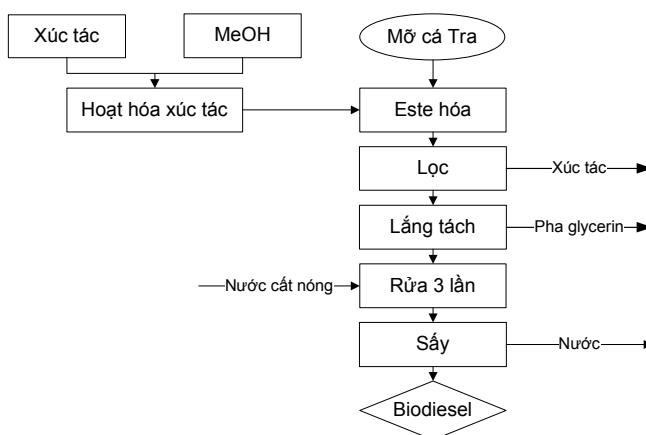 Xúc tác
MeOH
Mỡ cá Tra
Hoạt hóa xúc tác
Este hóa
Lọc
Xúc tác
Lắng tách
Pha glycerin
Nước cất nóng
Rửa 3 lần
Sấy
Nước
Biodiesel